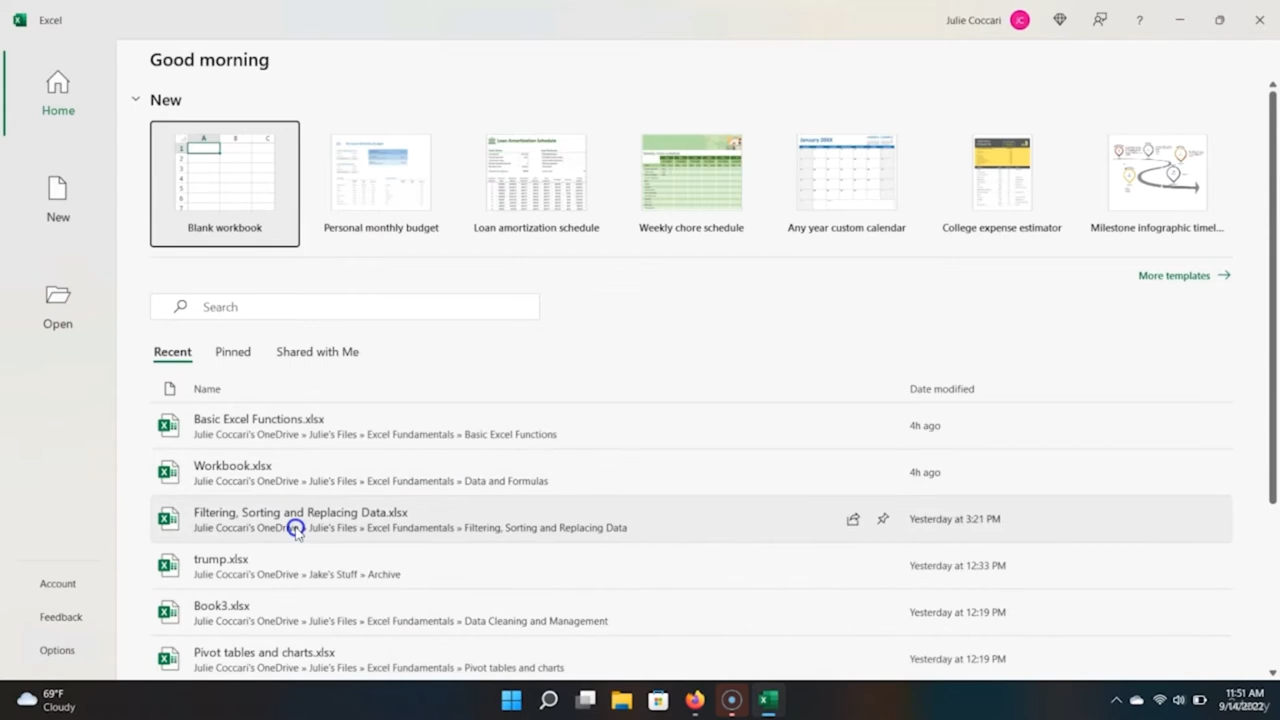 Excel
Julie Coccari JC
?
Good morning
Home
New
Open
Account
Feedback
Options
New
Blank workbook
Personal monthly budget
Loan amortization schedule
Weekly chore schedule
Any year custom calendar
College expense estimator
Milestone infographic timel...
More templates
Search
Recent Pinned Shared with Me
Name Date modified
Basic Excel Functions.xlsx
Julie Coccari's OneDrive » Julie's Files » Excel Fundamentals » Basic Excel Functions
4h ago
Workbook.xlsx
Julie Coccari's OneDrive » Julie's Files » Excel Fundamentals » Data and Formulas
4h ago
Filtering, Sorting and Replacing Data.xlsx
Julie Coccari's OneDrive » Julie's Files » Excel Fundamentals » Filtering, Sorting and Replacing Data
Yesterday at 3:21 PM
trump.xlsx
Julie Coccari's OneDrive » Jake's Stuff » Archive
Yesterday at 12:33 PM
Book3.xlsx
Julie Coccari's OneDrive » Julie's Files » Excel Fundamentals » Data Cleaning and Management
Yesterday at 12:19 PM
Pivot tables and charts.xlsx
Julie Coccari's OneDrive » Julie's Files » Excel Fundamentals » Pivot tables and charts
Yesterday at 12:19 PM
69°F
Cloudy
11:51 AM
9/14/2022